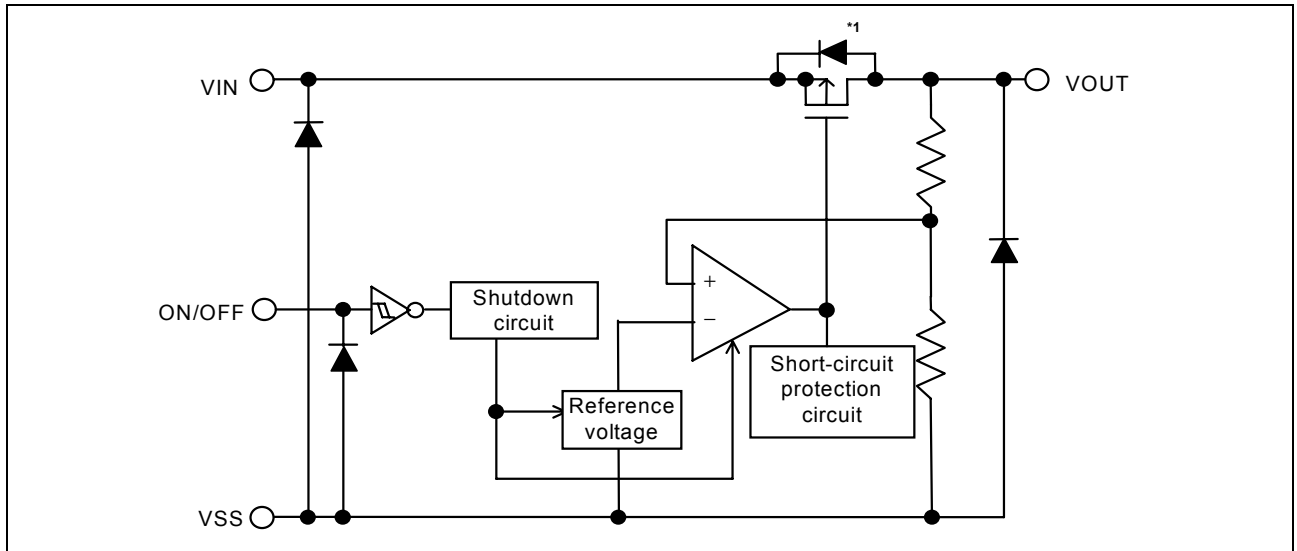 *1
VIN
VOUT
+
−
ON/OFF
Shutdown
circuit
Short-circuit
protection
circuit
Reference
voltage
VSS